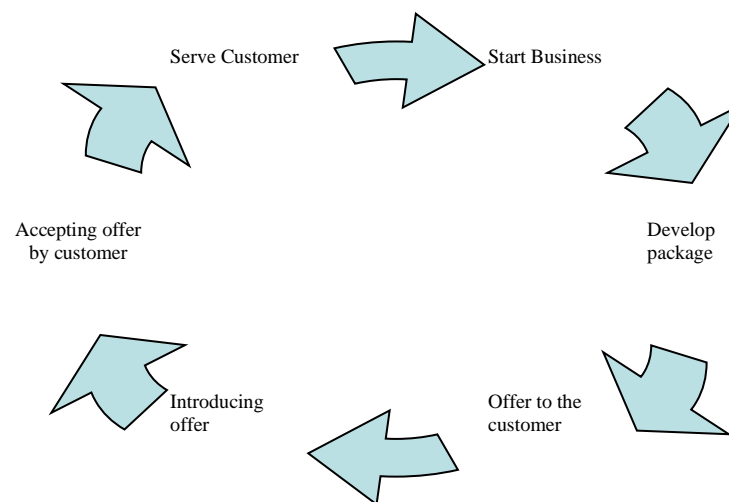 Serve Customer
Start Business
Develop
package
Offer to the
customer
Introducing
offer
Accepting offer
by customer